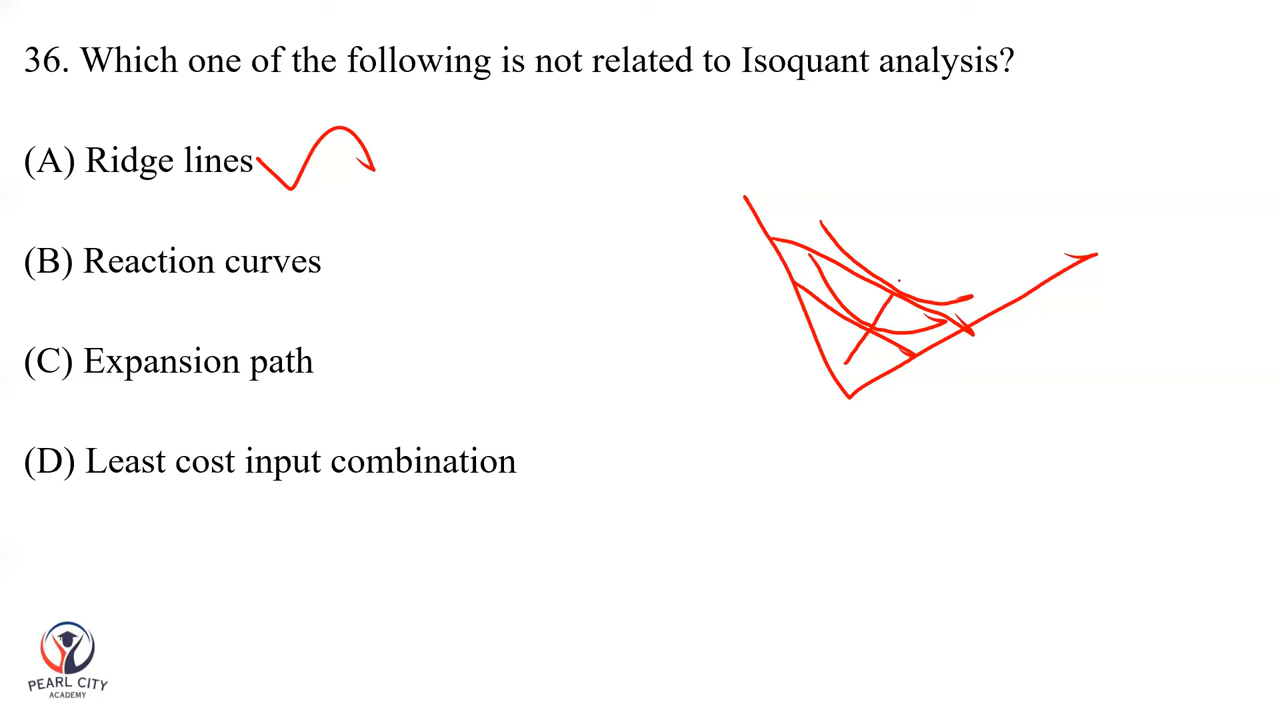 36. Which one of the following is not related to Isoquant analysis?
(A) Ridge lines
(B) Reaction curves
(C) Expansion path
(D) Least cost input combination
PEARL CITY
ACADEMY